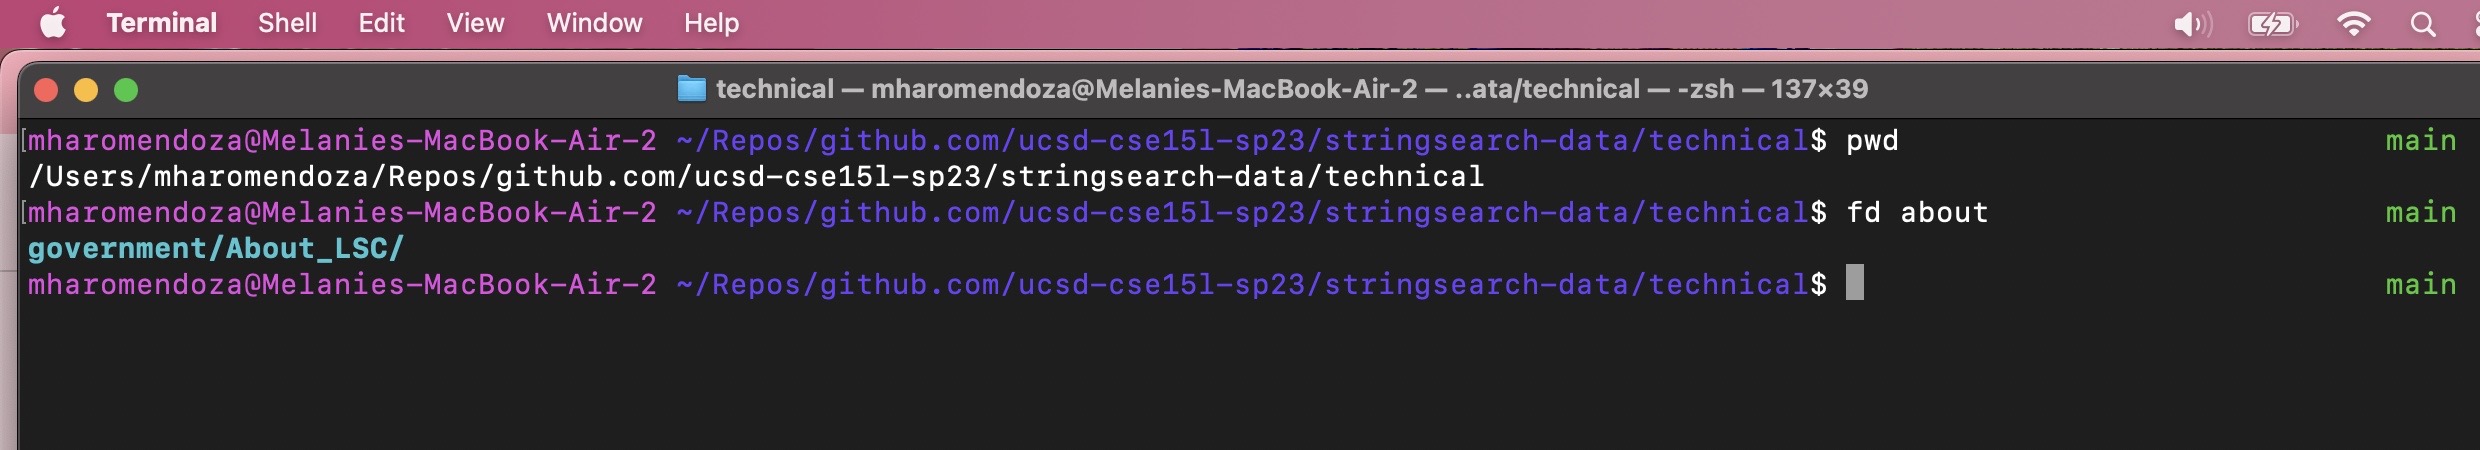 Terminal Shell Edit View Window Help
technical — mharomendoza@Melanies-MacBook-Air-2 — ..ata/technical — -zsh — 137×39
[mharomendoza@Melanies-MacBook-Air-2 ~/Repos/github.com/ucsd-cse15l-sp23/stringsearch-data/technical$ pwd main
/Users/mharomendoza/Repos/github.com/ucsd-cse15l-sp23/stringsearch-data/technical
[mharomendoza@Melanies-MacBook-Air-2 ~/Repos/github.com/ucsd-cse15l-sp23/stringsearch-data/technical$ fd about main
government/About_LSC/
mharomendoza@Melanies-MacBook-Air-2 ~/Repos/github.com/ucsd-cse15l-sp23/stringsearch-data/technical$ main